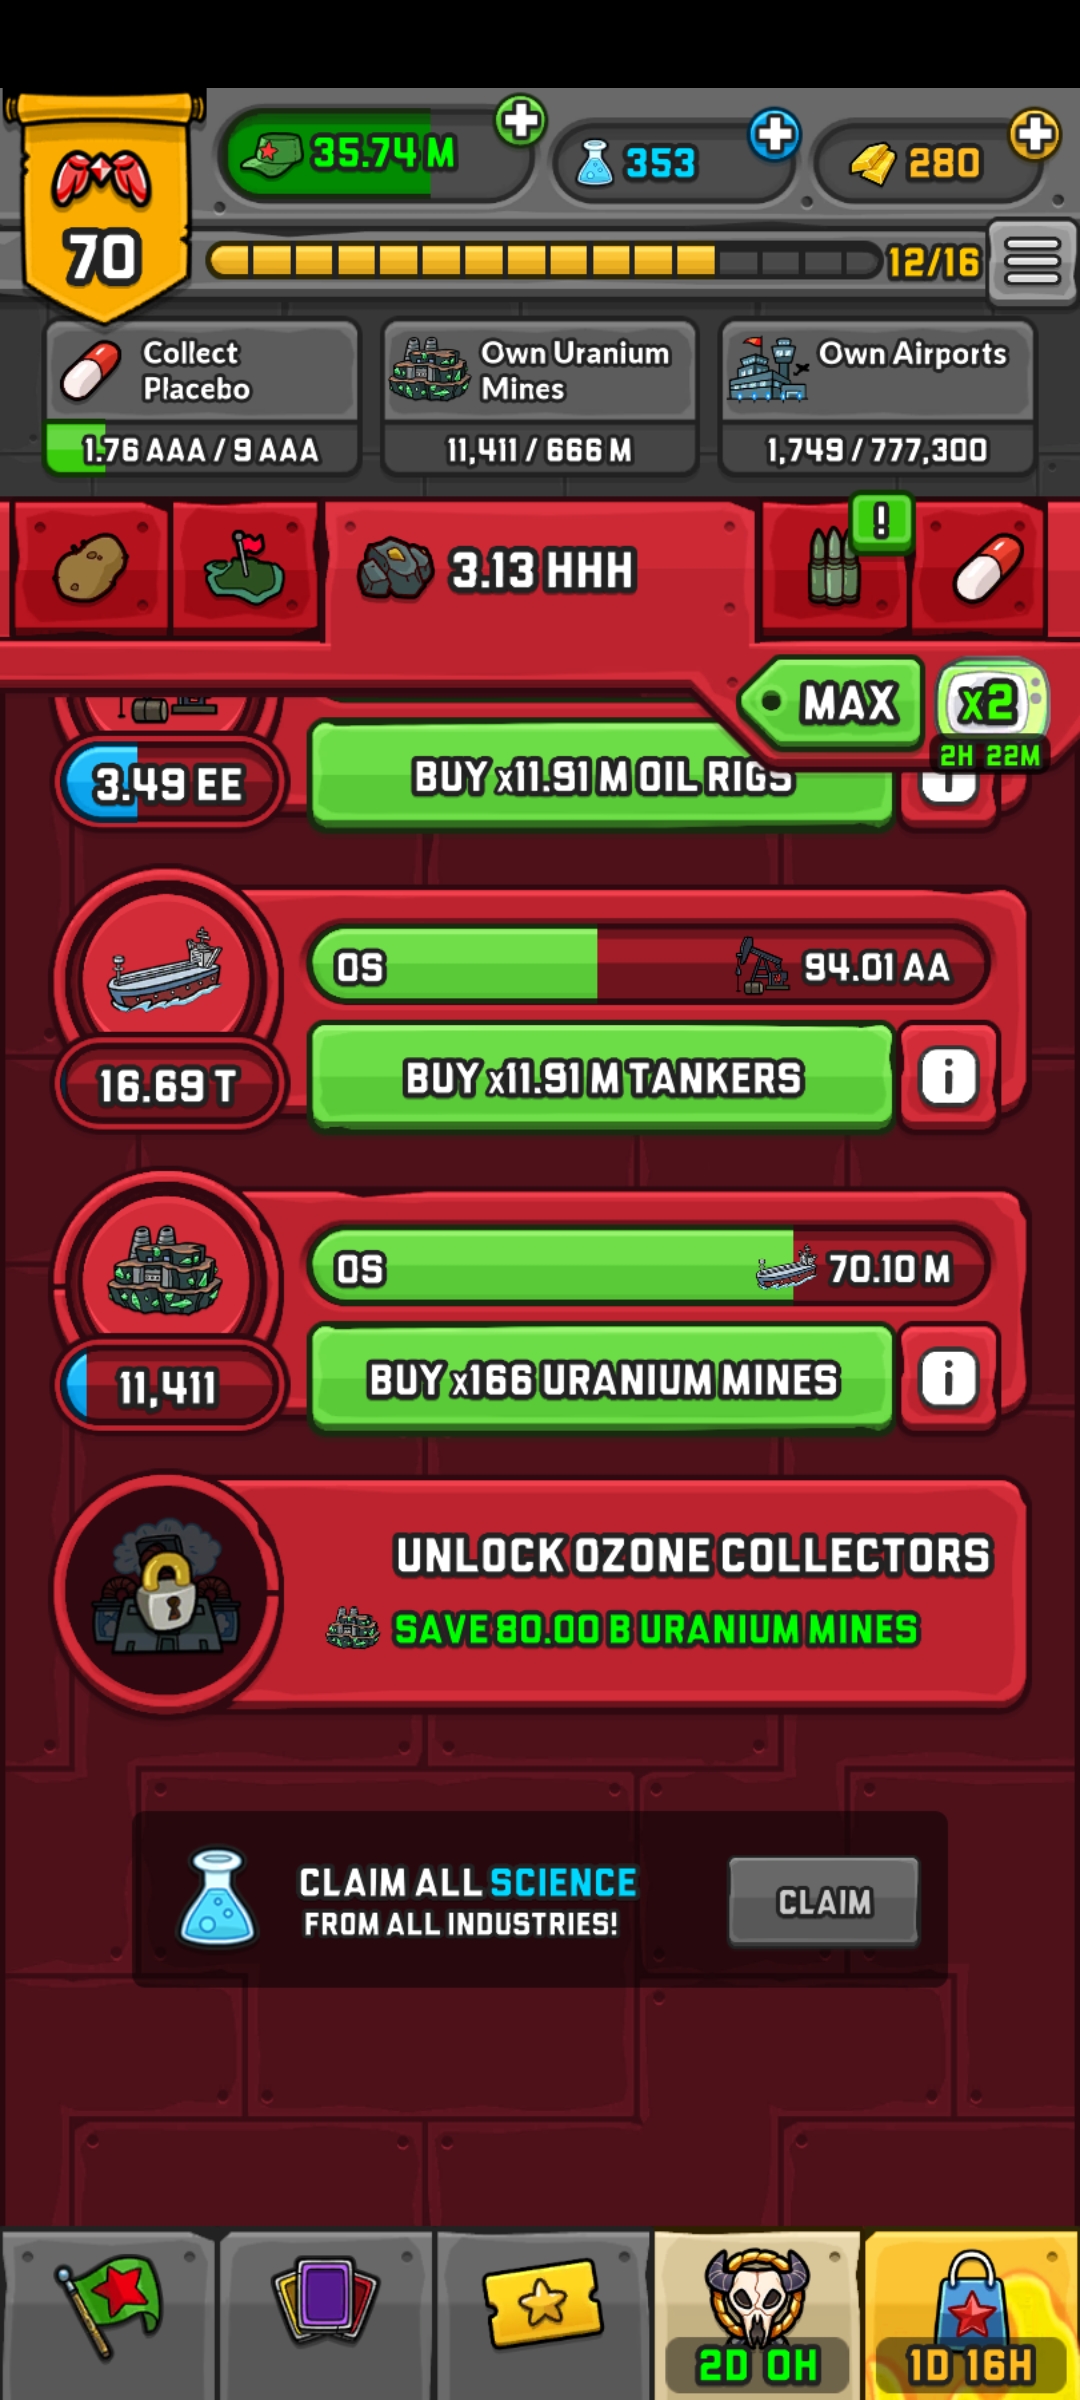 70
35.74 M
353
280
12/16
Collect
Placebo
1.76 AAA / 9 AAA
Own Uranium
Mines
11,411 / 666 M
Own Airports
1,749 / 777,300
3.13 HHH
!
MAX
x2
2H 22M
3.49 EE
BUY x11.91 M OIL RIGS
i
0S
94.01 AA
16.69 T
BUY x11.91 M TANKERS
i
0S
70.10 M
11,411
BUY x166 URANIUM MINES
i
UNLOCK OZONE COLLECTORS
SAVE 80.00 B URANIUM MINES
CLAIM ALL SCIENCE
FROM ALL INDUSTRIES!
CLAIM
2D 0H
1D 16H